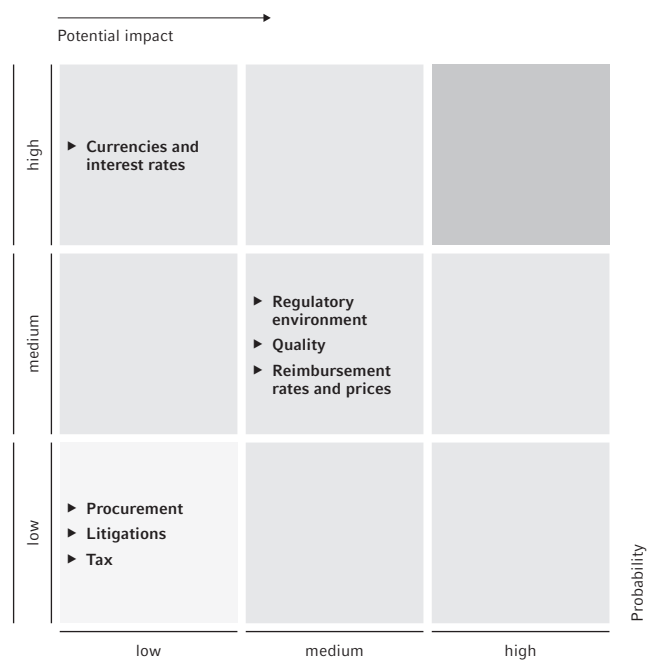 Potential impact
high
Currencies and
interest rates
medium
Regulatory
environment
Quality
Reimbursement
rates and prices
low
Procurement
Litigations
Tax
Probability
low
medium
high